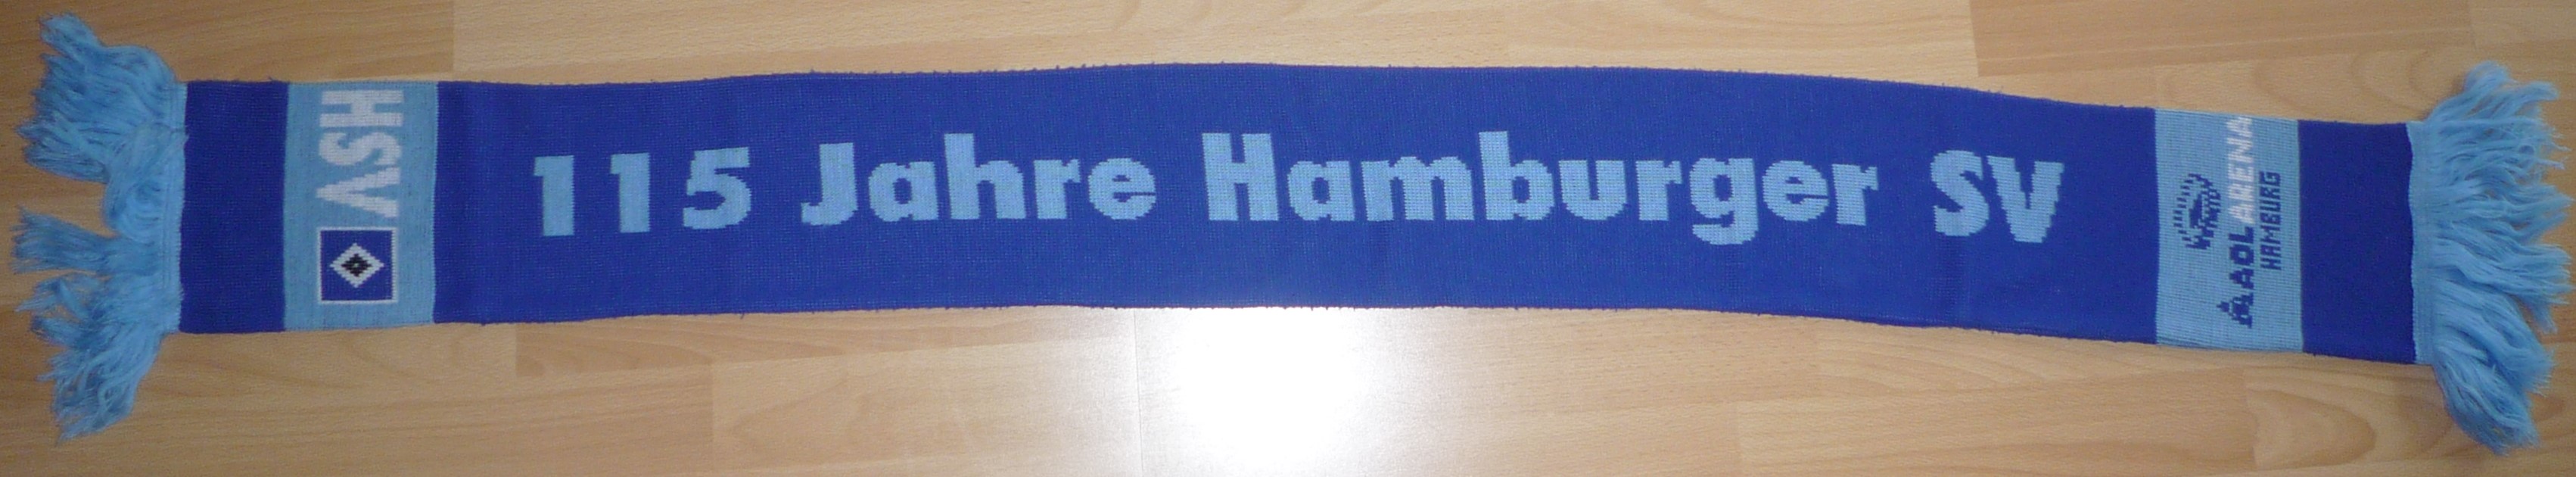 HSV
115 Jahre Hamburger SV
AOL ARENA
HAMBURG